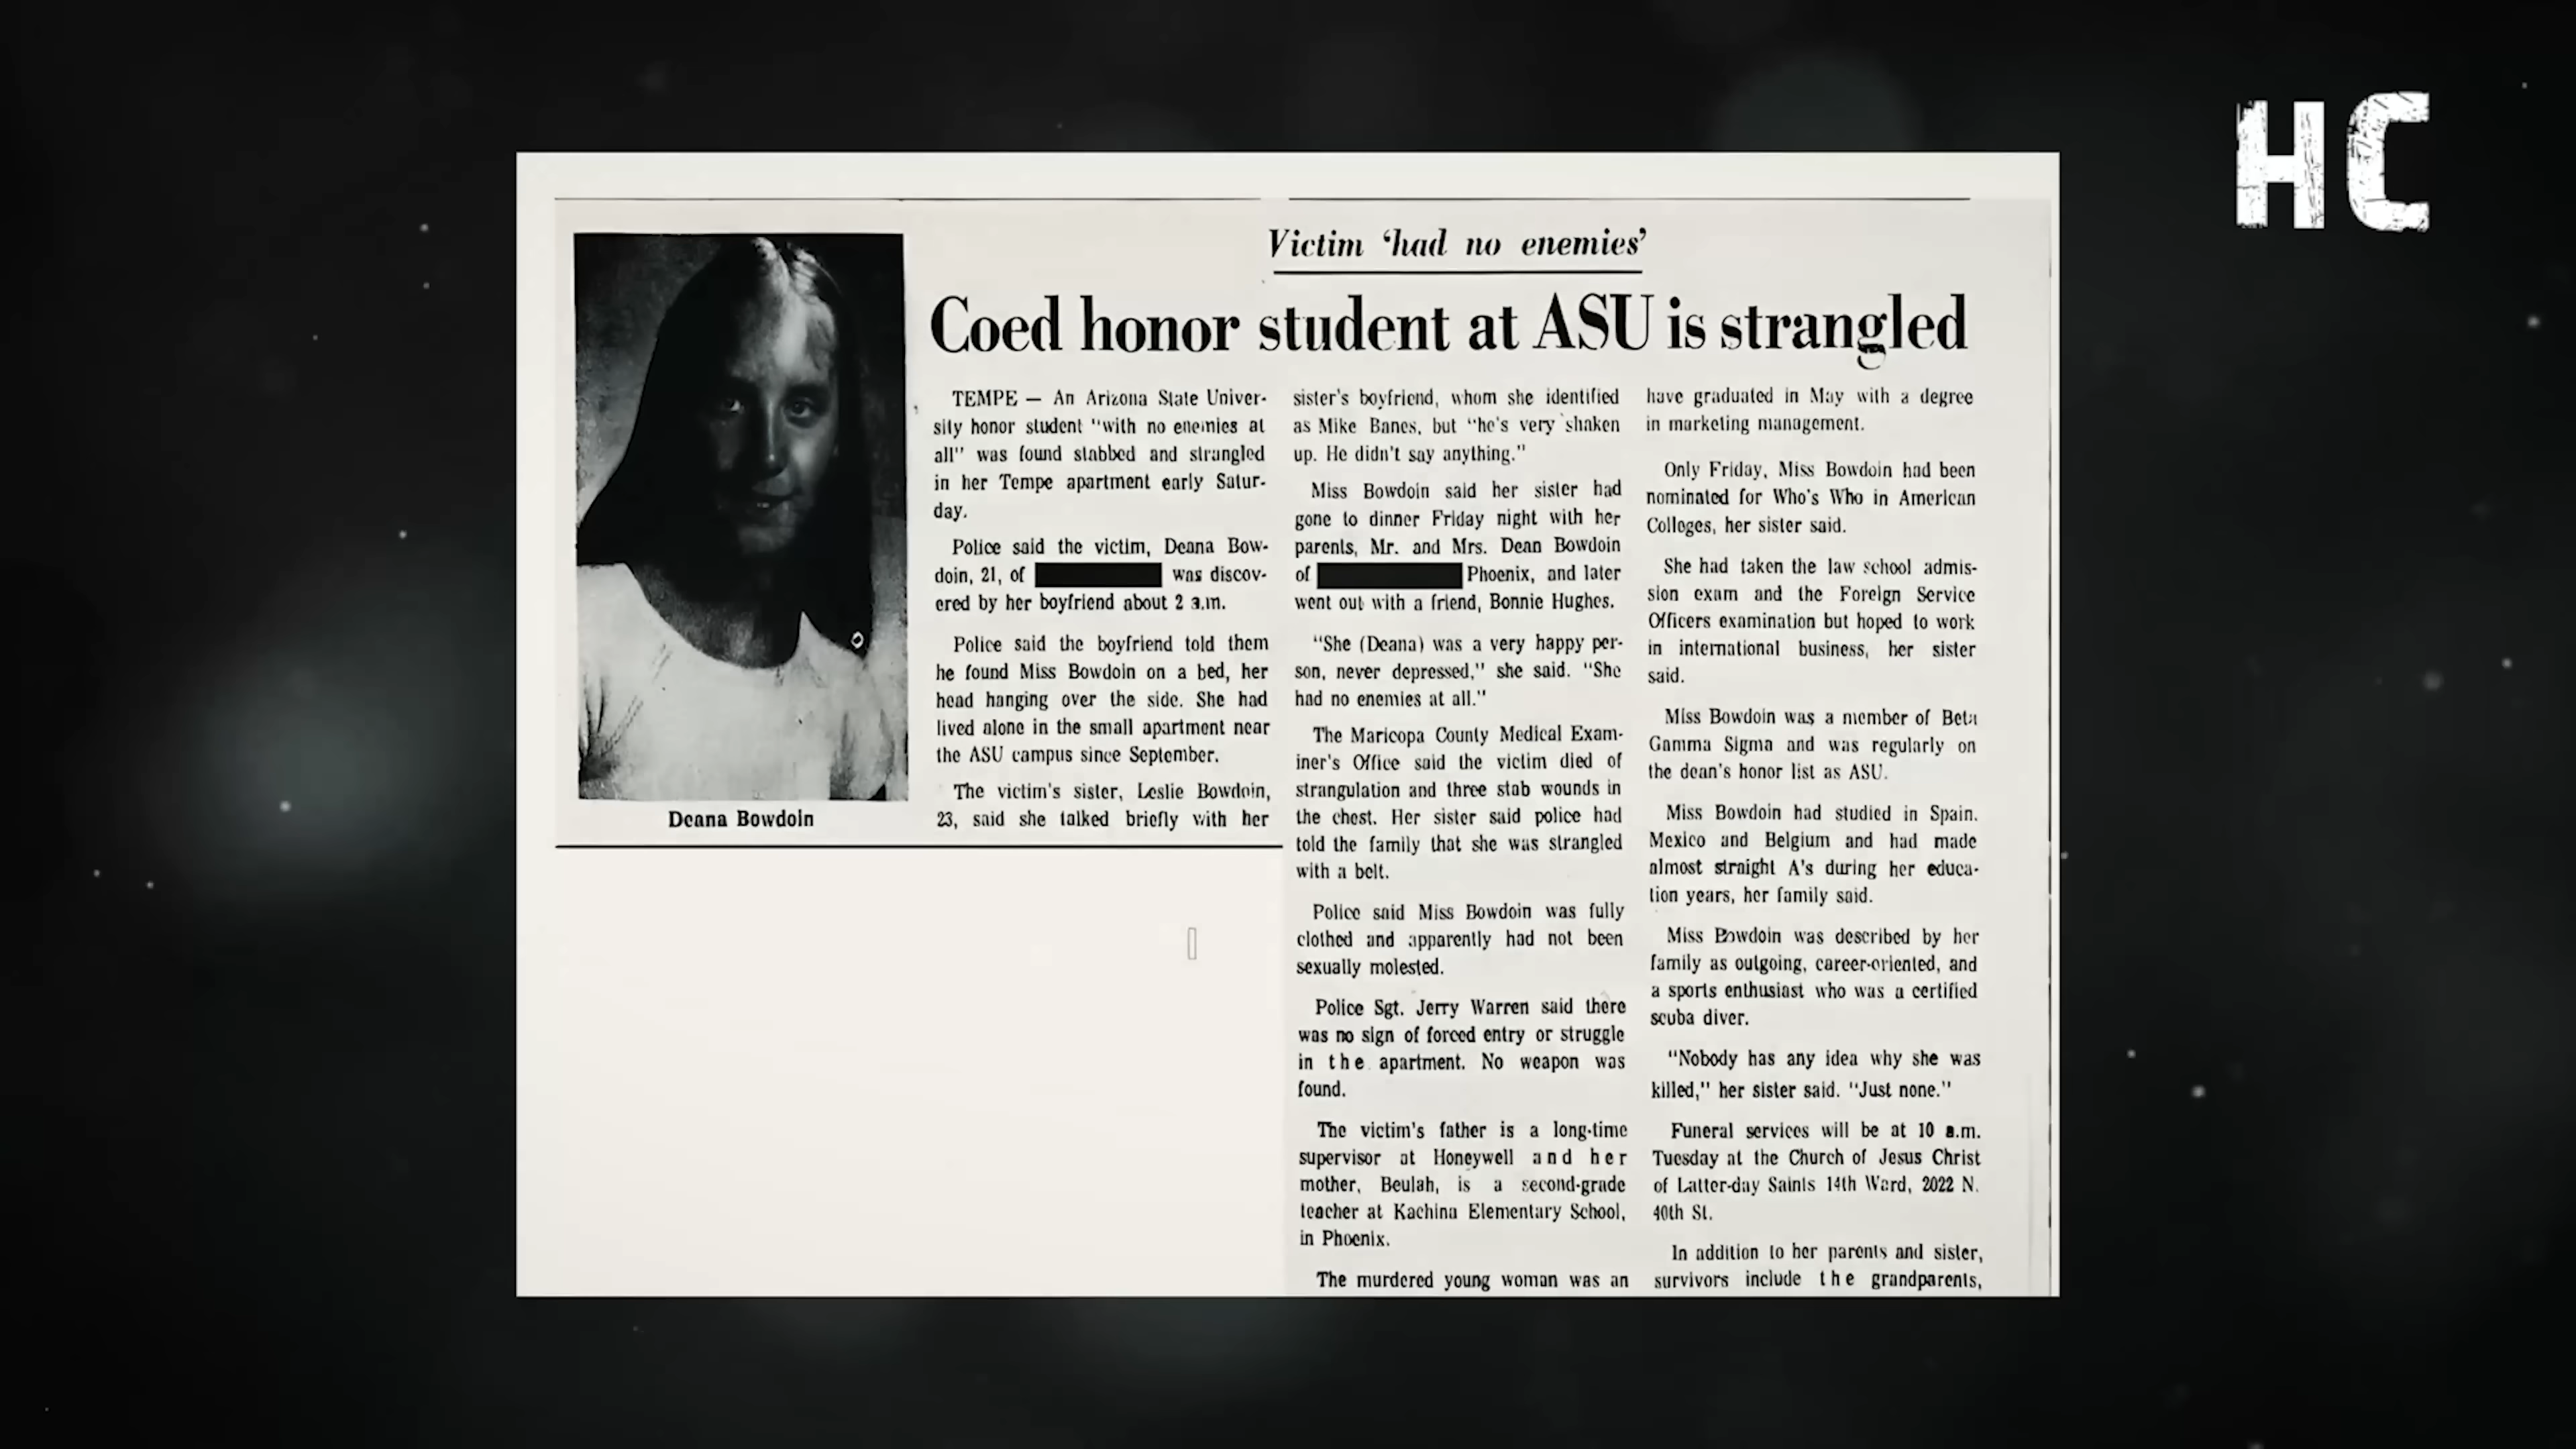 HC
Victim ‘had no enemies’
Coed honor student at ASU is strangled
Deana Bowdoin
TEMPE — An Arizona State Univer-
sity honor student "with no enemies at
all" was found stabbed and strangled
in her Tempe apartment early Satur-
day.
Police said the victim, Deana Bow-
doin, 21, of was discov-
ered by her boyfriend about 2 a.m.
Police said the boyfriend told them
he found Miss Bowdoin on a bed, her
head hanging over the side. She had
lived alone in the small apartment near
the ASU campus since September.
The victim's sister, Leslie Bowdoin,
23, said she talked briefly with her
sister's boyfriend, whom she identified
as Mike Banes, but "he's very shaken
up. He didn't say anything."
Miss Bowdoin said her sister had
gone to dinner Friday night with her
parents, Mr. and Mrs. Dean Bowdoin
of Phoenix, and later
went out with a friend, Bonnie Hughes.
"She (Deana) was a very happy per-
son, never depressed," she said. "She
had no enemies at all."
The Maricopa County Medical Exam-
iner's Office said the victim died of
strangulation and three stab wounds in
the chest. Her sister said police had
told the family that she was strangled
with a belt.
Police said Miss Bowdoin was fully
clothed and apparently had not been
sexually molested.
Police Sgt. Jerry Warren said there
was no sign of forced entry or struggle
in the apartment. No weapon was
found.
The victim's father is a long-time
supervisor at Honeywell and her
mother, Beulah, is a second-grade
teacher at Kachina Elementary School,
in Phoenix.
The murdered young woman was an
have graduated in May with a degree
in marketing management.
Only Friday, Miss Bowdoin had been
nominated for Who's Who in American
Colleges, her sister said.
She had taken the law school admis-
sion exam and the Foreign Service
Officers examination but hoped to work
in international business, her sister
said.
Miss Bowdoin was a member of Beta
Gamma Sigma and was regularly on
the dean's honor list as ASU.
Miss Bowdoin had studied in Spain.
Mexico and Belgium and had made
almost straight A's during her educa-
tion years, her family said.
Miss Bowdoin was described by her
family as outgoing, career-oriented, and
a sports enthusiast who was a certified
scuba diver.
"Nobody has any idea why she was
killed," her sister said. "Just none."
Funeral services will be at 10 a.m.
Tuesday at the Church of Jesus Christ
of Latter-day Saints 14th Ward, 2022 N.
40th St.
In addition to her parents and sister,
survivors include the grandparents,